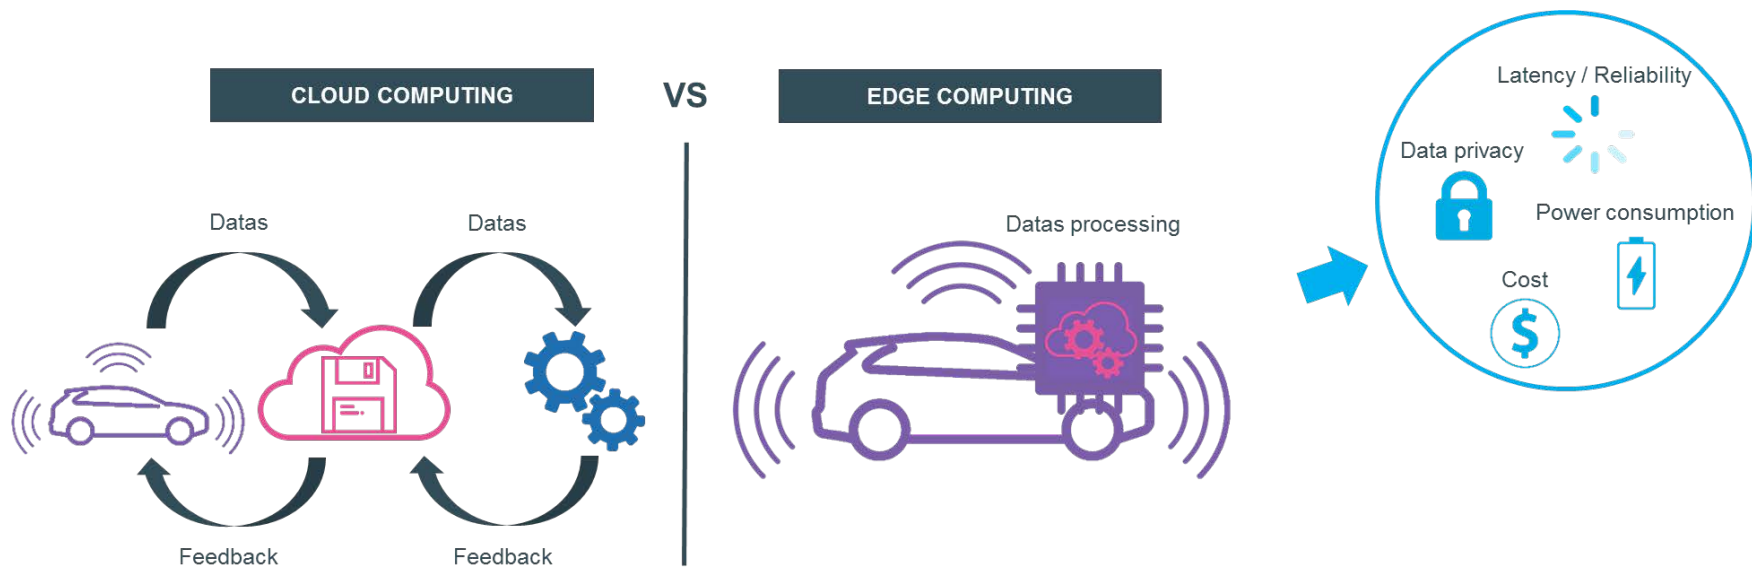 CLOUD COMPUTING
VS
EDGE COMPUTING
Datas
Datas
Feedback
Feedback
Datas processing
Latency / Reliability
Data privacy
Power consumption
Cost
$